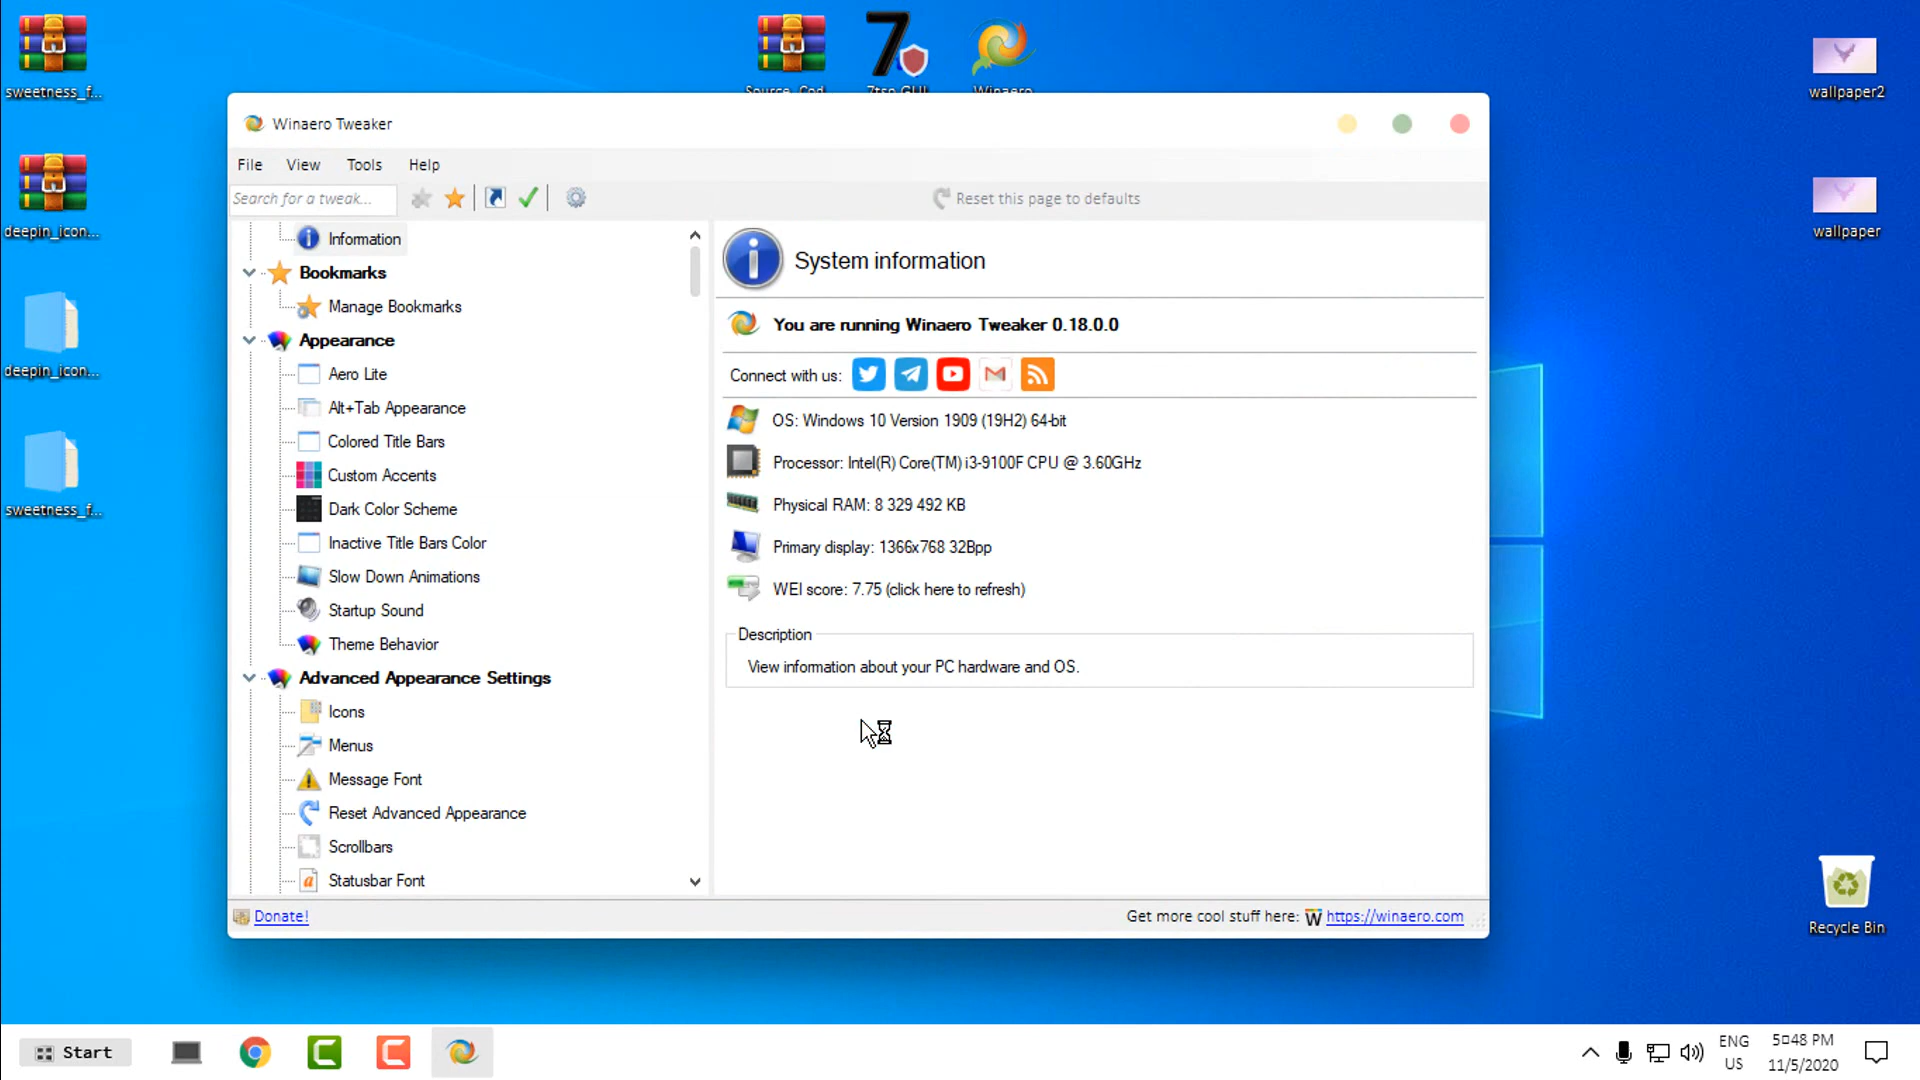 sweetness_f...
deepin_icon...
deepin_icon...
sweetness_f...
7
wallpaper2
wallpaper
Recycle Bin
Winaero Tweaker
File View Tools Help
Search for a tweak...
Reset this page to defaults
Information
Bookmarks
Manage Bookmarks
Appearance
Aero Lite
Alt+Tab Appearance
Colored Title Bars
Custom Accents
Dark Color Scheme
Inactive Title Bars Color
Slow Down Animations
Startup Sound
Theme Behavior
Advanced Appearance Settings
Icons
Menus
Message Font
Reset Advanced Appearance
Scrollbars
Statusbar Font
System information
You are running Winaero Tweaker 0.18.0.0
Connect with us:
OS: Windows 10 Version 1909 (19H2) 64-bit
Processor: Intel(R) Core(TM) i3-9100F CPU @ 3.60GHz
Physical RAM: 8 329 492 KB
Primary display: 1366x768 32Bpp
WEI score: 7.75 (click here to refresh)
Description
View information about your PC hardware and OS.
Donate!
Get more cool stuff here: W https://winaero.com
Start
ENG
US
5□48 PM
11/5/2020